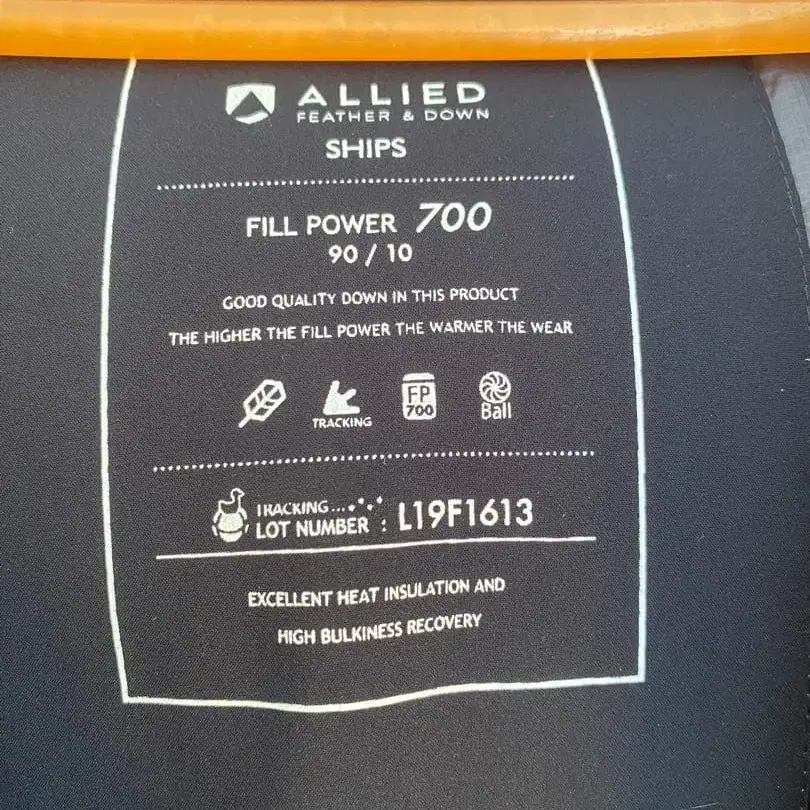 ALLIED
FEATHER & DOWN
SHIPS
FILL POWER 700
90 / 10
GOOD QUALITY DOWN IN THIS PRODUCT
THE HIGHER THE FILL POWER THE WARMER THE WEAR
TRACKING
FP
700
Ball
TRACKING...
LOT NUMBER : L19F1613
EXCELLENT HEAT INSULATION AND
HIGH BULKINESS RECOVERY